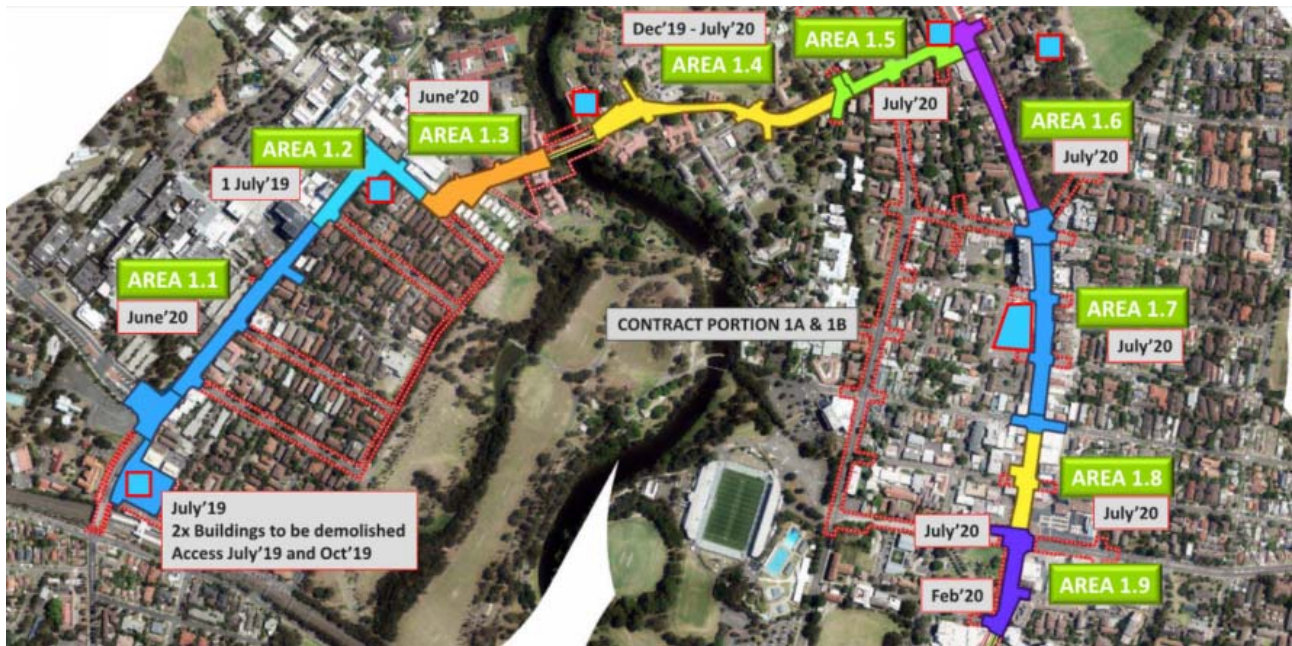 Dec'19 - July'20
AREA 1.4
AREA 1.5
July'20
June'20
AREA 1.3
AREA 1.2
1 July'19
AREA 1.6
July'20
AREA 1.1
June'20
CONTRACT PORTION 1A & 1B
AREA 1.7
July'20
July'19
2x Buildings to be demolished
Access July'19 and Oct'19
AREA 1.8
July'20
July'20
AREA 1.9
Feb'20